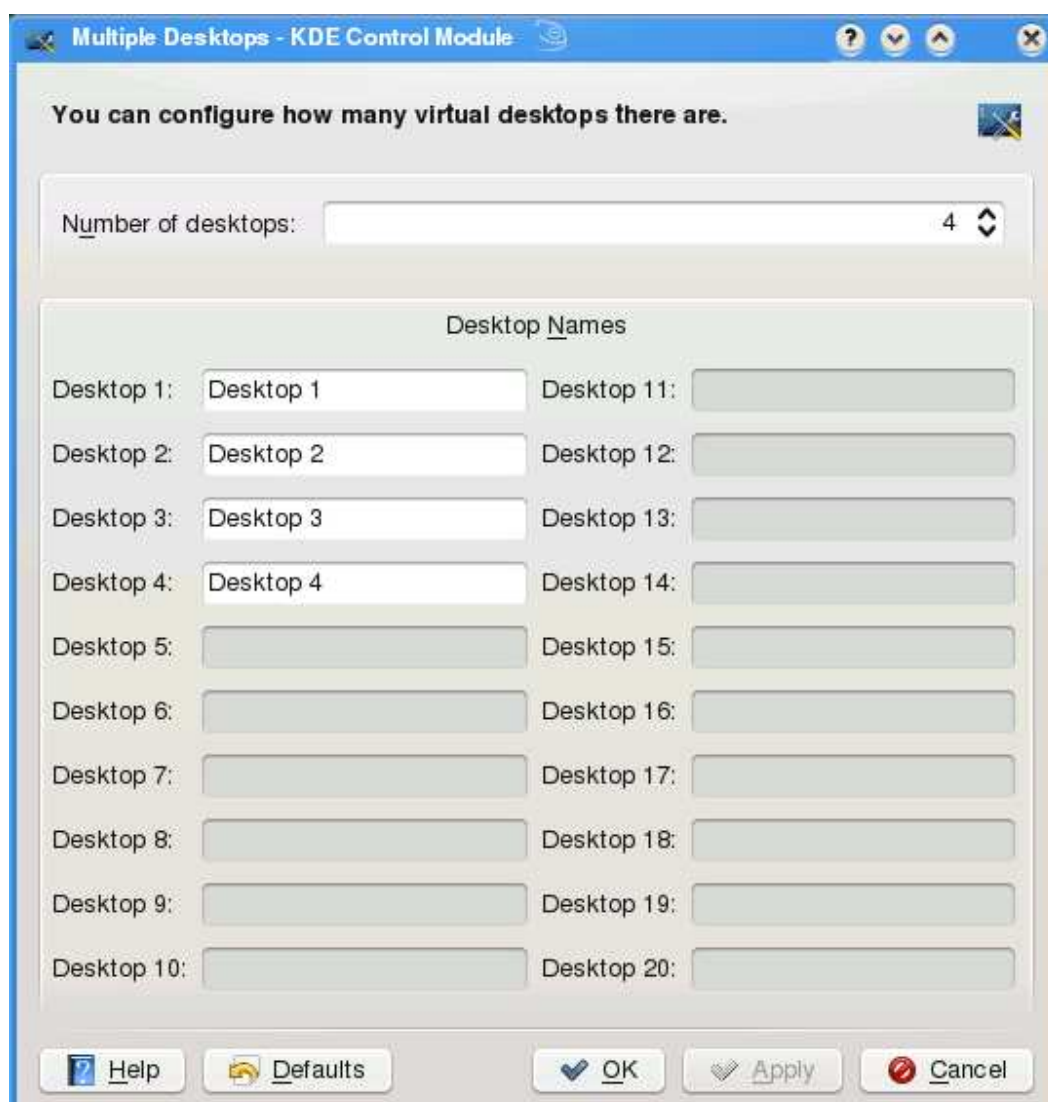 Multiple Desktops - KDE Control Module
You can configure how many virtual desktops there are.
Number of desktops: 4
Desktop Names
Desktop 1: Desktop 1 Desktop 11:
Desktop 2: Desktop 2 Desktop 12:
Desktop 3: Desktop 3 Desktop 13:
Desktop 4: Desktop 4 Desktop 14:
Desktop 5: Desktop 15:
Desktop 6: Desktop 16:
Desktop 7: Desktop 17:
Desktop 8: Desktop 18:
Desktop 9: Desktop 19:
Desktop 10: Desktop 20:
Help Defaults OK Apply Cancel